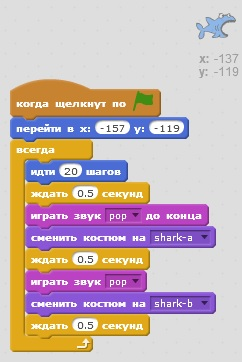 x: -137
y: -119
когда щелкнут по
перейти в x: -157 y: -119
всегда
идти 20 шагов
ждать 0.5 секунд
играть звук pop до конца
сменить костюм на shark-a
ждать 0.5 секунд
играть звук pop
сменить костюм на shark-b
ждать 0.5 секунд